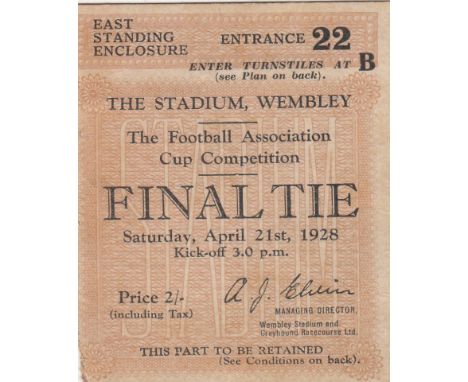 EAST
STANDING
ENCLOSURE
ENTRANCE 22
ENTER TURNSTILES AT B
(see Plan on back).
THE STADIUM, WEMBLEY
The Football Association
Cup Competition
STADIUM
FINAL TIE
Saturday, April 21st, 1928
Kick-off 3.0 p.m.
Price 2/-
(including Tax)
A J. Elvin
MANAGING DIRECTOR.
Wembley Stadium and
Greyhound Racecourse Ltd.
THIS PART TO BE RETAINED
(See Conditions on back).